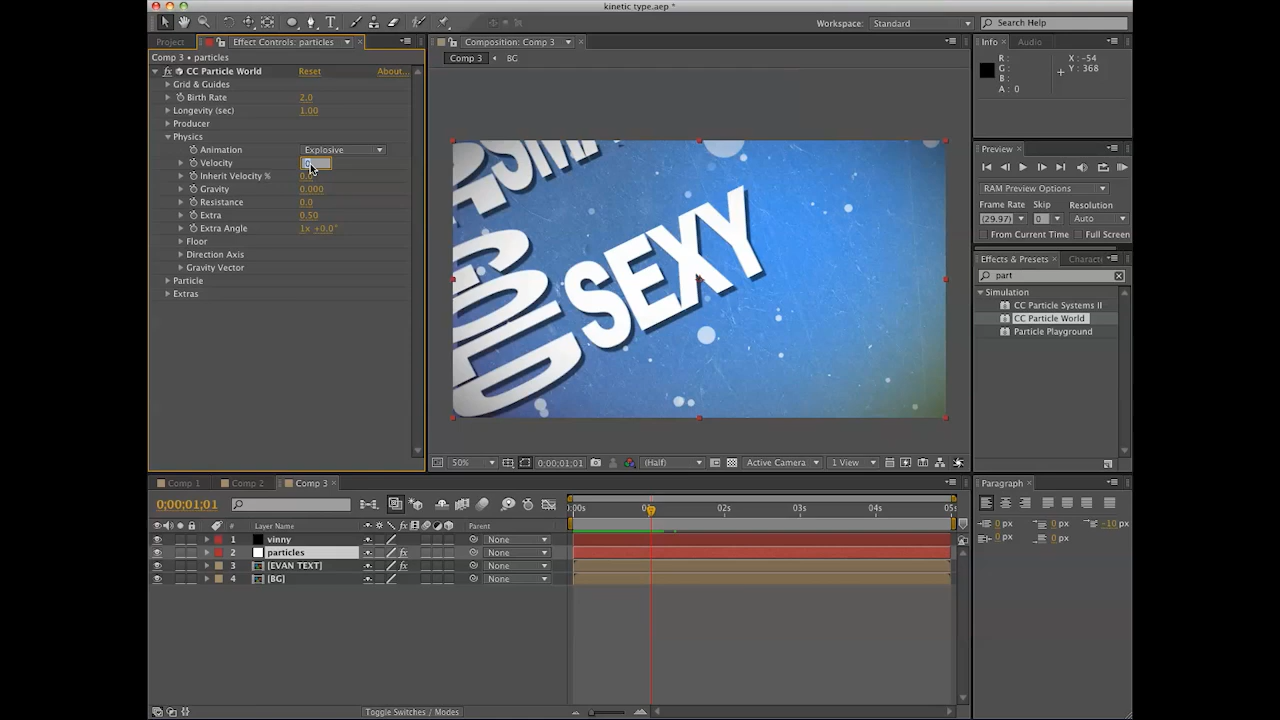 kinetic type.aep *
Workspace: Standard
Search Help
Project
Effect Controls: particles
Composition: Comp 3
Info
Audio
Comp 3 • particles
Comp 3
BG
fx CC Particle World Reset About...
Grid & Guides
Birth Rate 2.0
Longevity (sec) 1.00
Producer
Physics
Animation Explosive
Velocity
Inherit Velocity % 0.0
Gravity 0.000
Resistance 0.0
Extra 0.50
Extra Angle 1x +0.0°
Floor
Direction Axis
Gravity Vector
Particle
Extras
SEXY
R :
G :
B :
A : 0
X : -54
Y : 368
Preview
RAM Preview Options
Frame Rate Skip Resolution
(29.97) 0 Auto
From Current Time Full Screen
Effects & Presets
part
Simulation
CC Particle Systems II
CC Particle World
Particle Playground
50% 0;00;01;01 (Half) Active Camera 1 View
Comp 1
Comp 2
Comp 3
Paragraph
0;00;01;01
:00s 02s 03s 04s 05s
# Layer Name Parent
1 vinny None
2 particles None
3 [EVAN TEXT] None
4 [BG] None
0 px 0 px -10 px
0 px 0 px
Toggle Switches / Modes